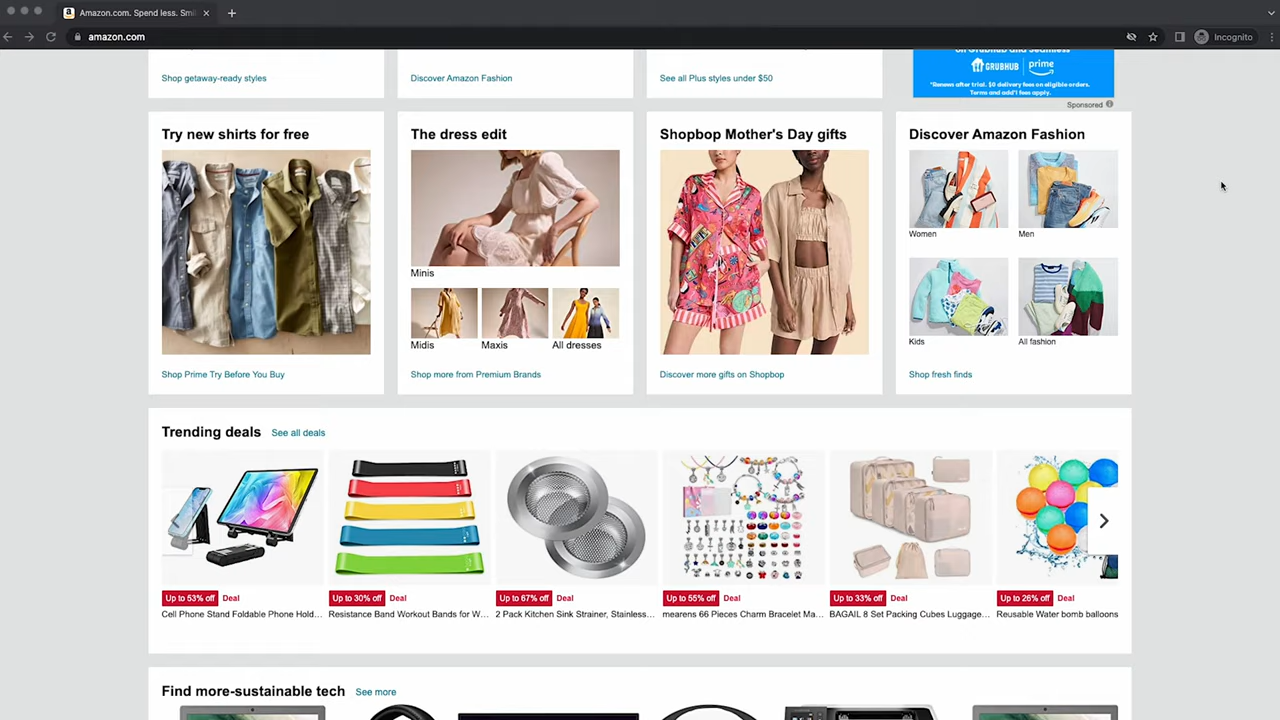 Amazon.com. Spend less. Smi
amazon.com
Incognito
on Grubhub and Seamless
GRUBHUB | prime
*Renews after trial. $0 delivery fees on eligible orders.
Terms and add'l fees apply.
Sponsored
Shop getaway-ready styles
Discover Amazon Fashion
See all Plus styles under $50
Try new shirts for free
Shop Prime Try Before You Buy
The dress edit
Minis
Midis
Maxis
All dresses
Shop more from Premium Brands
Shopbop Mother's Day gifts
Discover more gifts on Shopbop
Discover Amazon Fashion
Women
Men
Kids
All fashion
Shop fresh finds
Trending deals See all deals
Up to 53% off Deal
Cell Phone Stand Foldable Phone Hold...
Up to 30% off Deal
Resistance Band Workout Bands for W...
Up to 67% off Deal
2 Pack Kitchen Sink Strainer, Stainless...
Up to 55% off Deal
mearens 66 Pieces Charm Bracelet Ma...
Up to 33% off Deal
BAGAIL 8 Set Packing Cubes Luggage...
Up to 26% off Deal
Reusable Water bomb balloons
Find more-sustainable tech See more